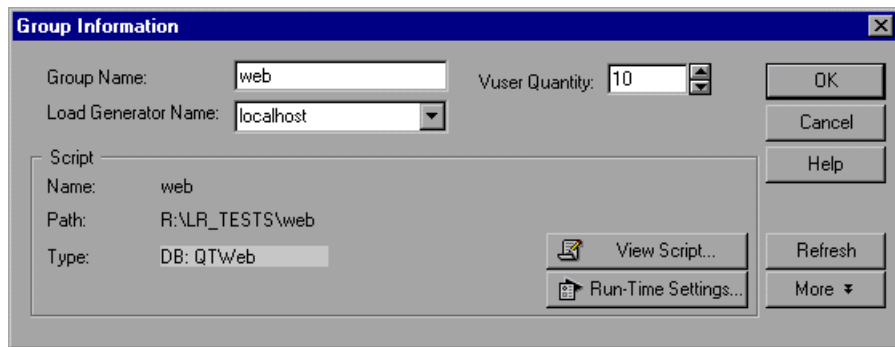 Group Information
Group Name: web
Vuser Quantity: 10
OK
Load Generator Name: localhost
Cancel
Script
Help
Name: web
Path: R:\LR_TESTS\web
Type: DB: QTWeb
View Script...
Refresh
Run-Time Settings...
More